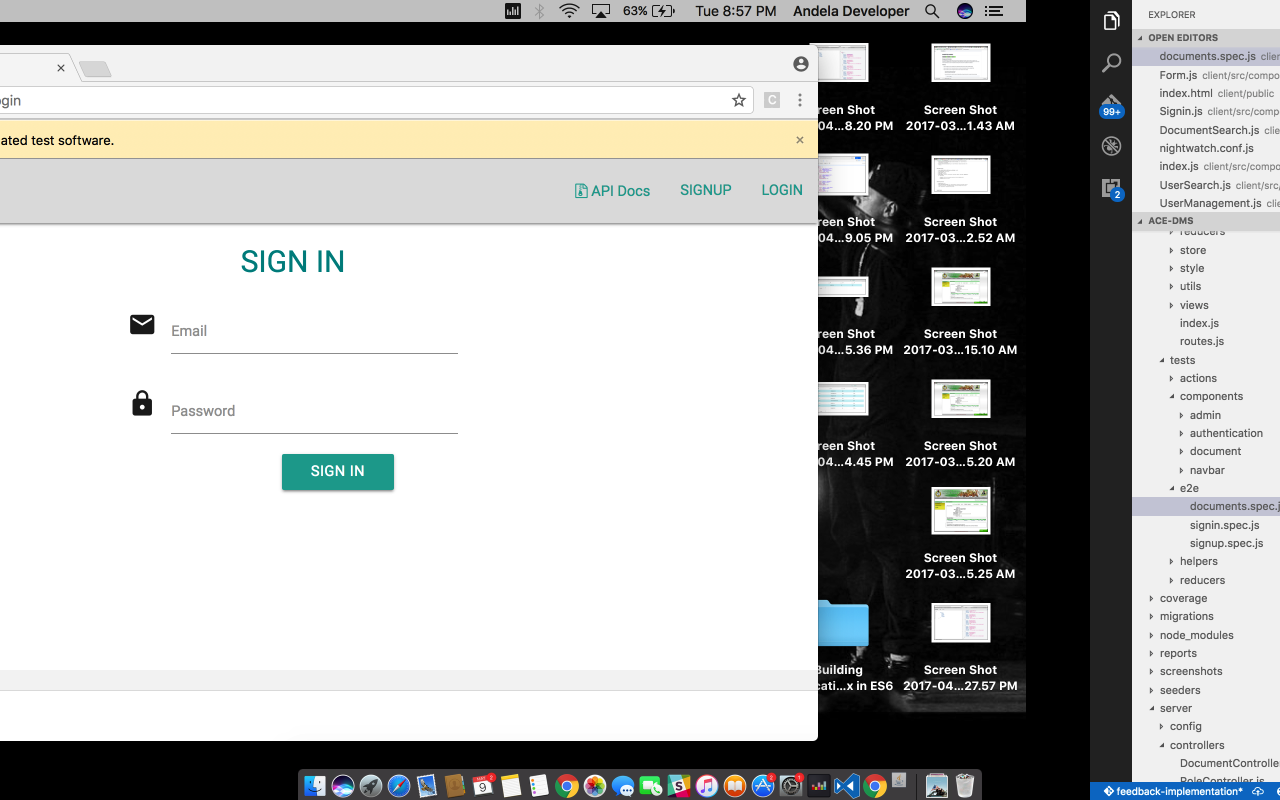 63%
Tue 8:57 PM
Andela Developer
ogin
C
ated test software.
API Docs
SIGNUP
LOGIN
SIGN IN
Email
Password
SIGN IN
reen Shot
04...8.20 PM
Screen Shot
2017-03...1.43 AM
reen Shot
04...9.05 PM
Screen Shot
2017-03...2.52 AM
reen Shot
04...5.36 PM
Screen Shot
2017-03...15.10 AM
reen Shot
04...4.45 PM
Screen Shot
2017-03...5.20 AM
Screen Shot
2017-03...5.25 AM
Building
cati...x in ES6
Screen Shot
2017-04...27.57 PM
99+
2
EXPLORER
OPEN EDITORS
documents.spec.js clie
Form.js client/src/compo
index.html client/public
Signin.js client/src/comp
DocumentSearch.js clie
nightwatch.conf.js
index.js client/src/compo
UserSearch.js client/src/
UserManagement.js cl
ACE-DMS
reducers
store
style
utils
views
index.js
routes.js
tests
actions
components
admin
authentication
document
navbar
e2e
documents.spec.j
signin.spec.js
signup.spec.js
helpers
reducers
coverage
migrations
node_modules
reports
screenshots
seeders
server
config
controllers
DocumentControlle
RoleController.js
feedback-implementation*
9